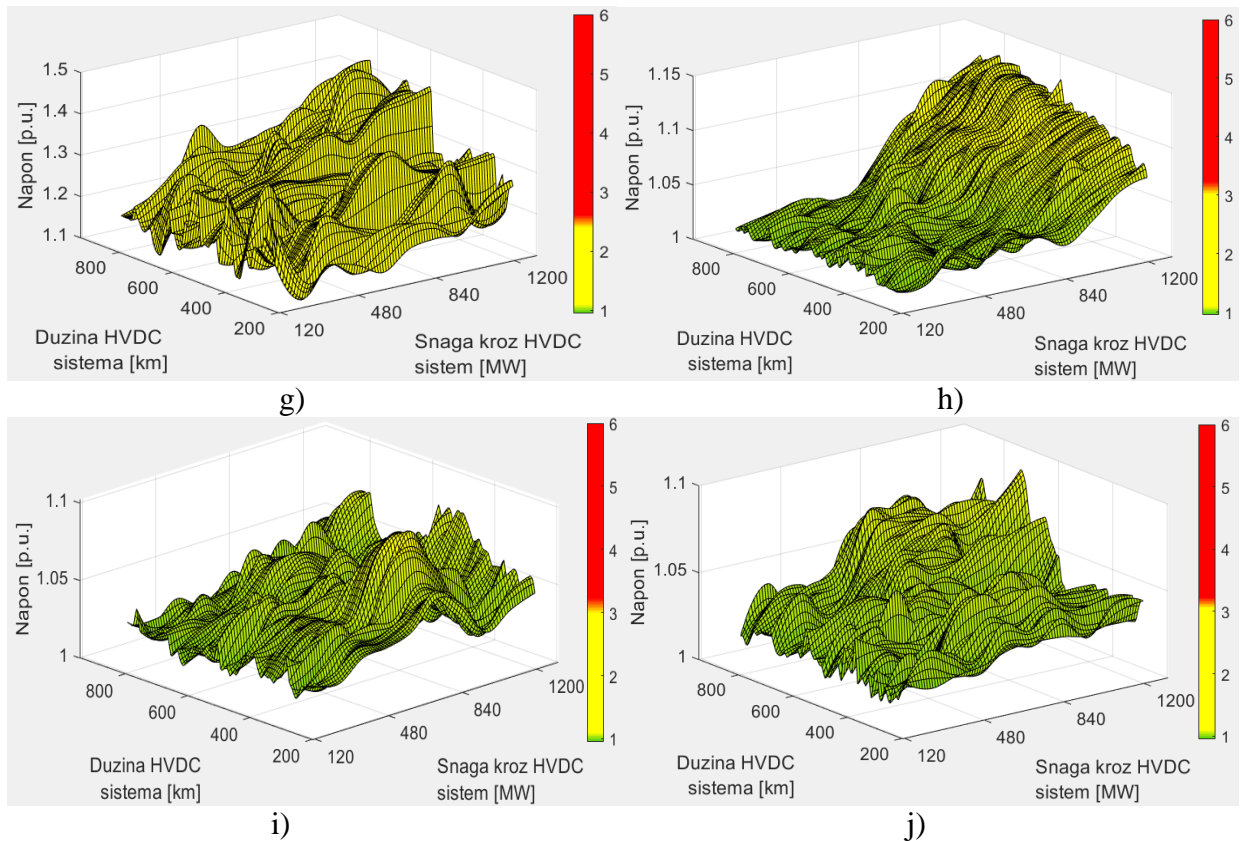 6
5
4
3
2
1
1.5
1.4
1.3
1.2
1.1
Napon [p.u.]
800
600
400
200
120
480
840
1200
Duzina HVDC
sistema [km]
Snaga kroz HVDC
sistem [MW]
g)
6
5
4
3
2
1
1.15
1.1
1.05
1
Napon [p.u.]
800
600
400
200
120
480
840
1200
Duzina HVDC
sistema [km]
Snaga kroz HVDC
sistem [MW]
h)
6
5
4
3
2
1
1.1
1.05
1
Napon [p.u.]
800
600
400
200
120
480
840
1200
Duzina HVDC
sistema [km]
Snaga kroz HVDC
sistem [MW]
i)
6
5
4
3
2
1
1.1
1.05
1
Napon [p.u.]
800
600
400
200
120
480
840
1200
Duzina HVDC
sistema [km]
Snaga kroz HVDC
sistem [MW]
j)